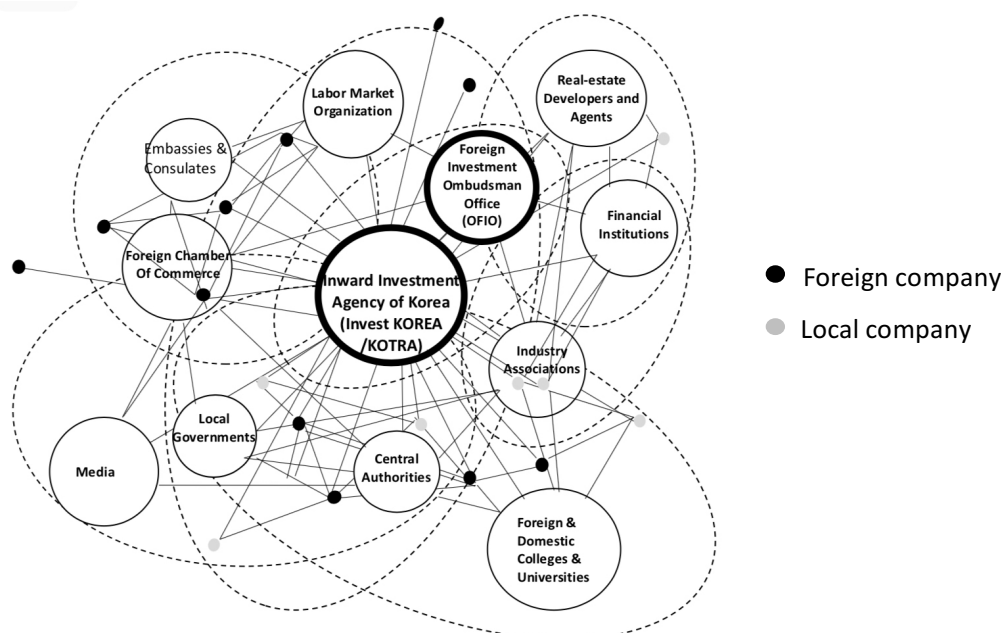 Labor Market
Organization
Real-estate
Developers and
Agents
Embassies &
Consulates
Foreign
Investment
Ombudsman
Office
(OFIO)
Financial
Institutions
Foreign Chamber
Of Commerce
Inward Investment
Agency of Korea
(Invest KOREA
/KOTRA)
Foreign company
Local company
Industry
Associations
Local
Governments
Media
Central
Authorities
Foreign &
Domestic
Colleges &
Universities